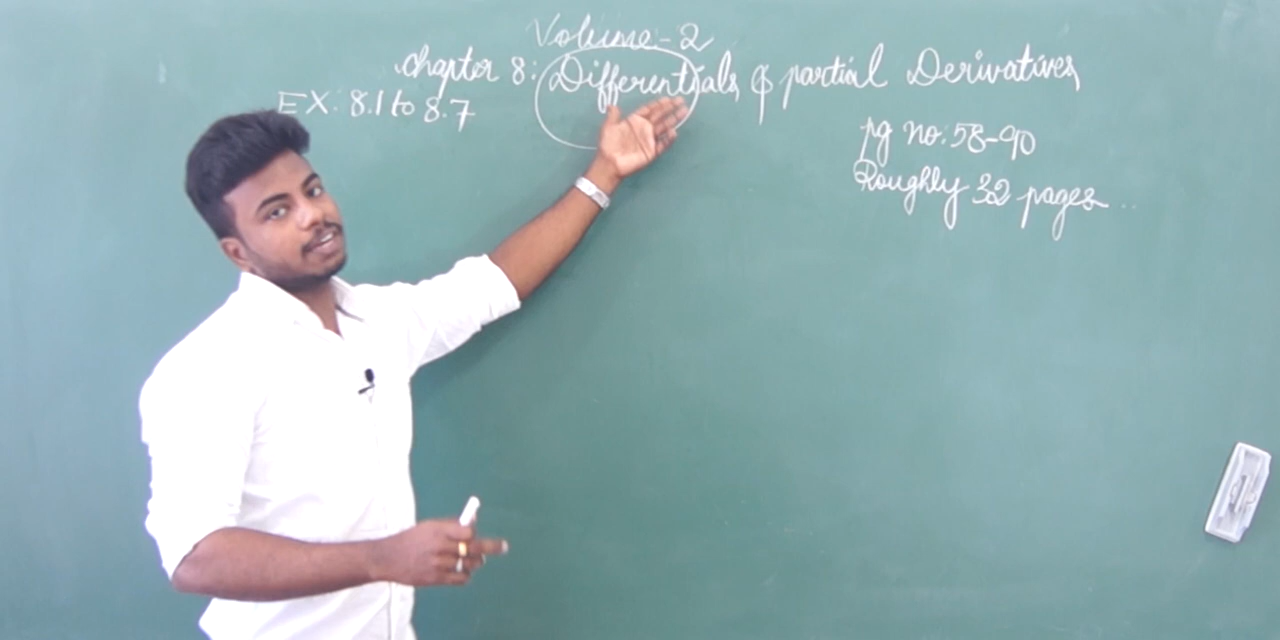 Volume-2
chapter 8: Differentials & partial Derivatives
EX: 8.1 to 8.7
pg no: 58-90
Roughly 32 pages...